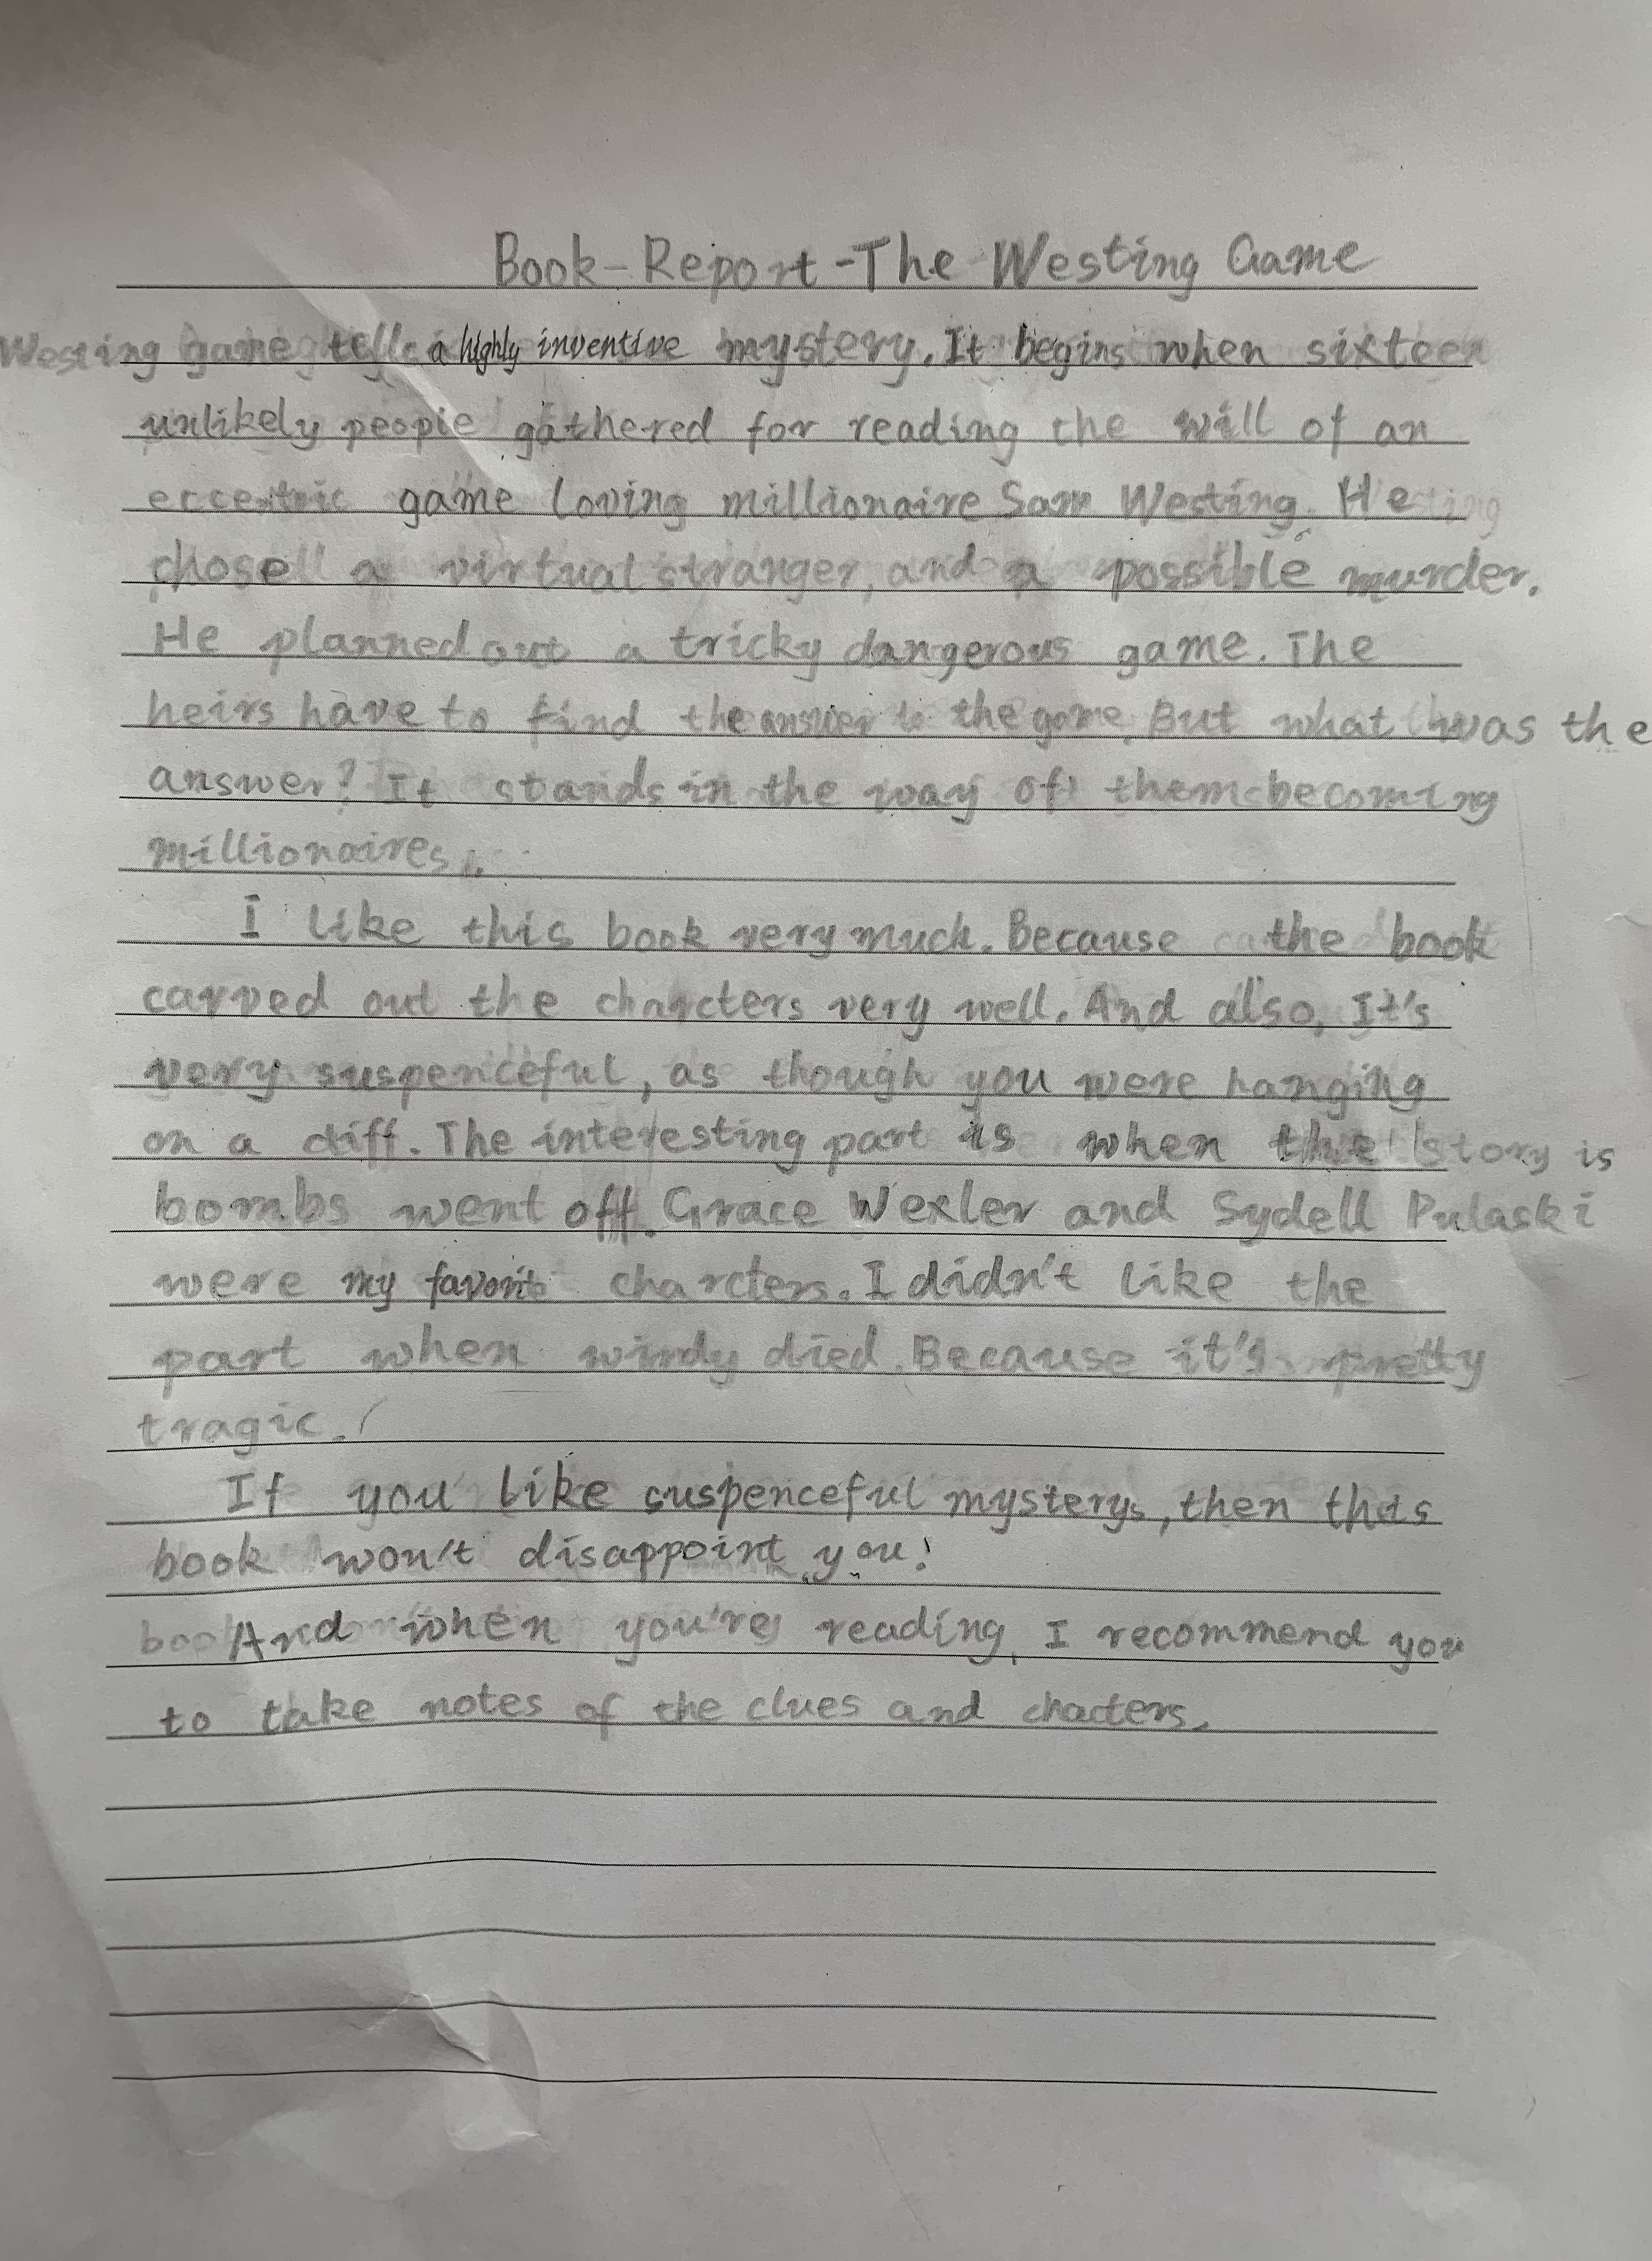 Book-Report-The Westing Game
Westing game tells a highly inventive mystery. It begins when sixteen
unlikely people gathered for reading the will of an
eccentric game loving millionaire Sam Westing. He
chose a virtual stranger, and a possible murder.
He planned out a tricky dangerous game. The
heirs have to find the answer to the game. But what was the
answer? It stands in the way of them becoming
millionaires.
I like this book very much. Because the book
carved out the charcters very well. And also, It's
very suspenceful, as though you were hanging
on a cliff. The interesting part is when the story is
bombs went off. Grace Wexler and Sydell Pulaski
were my favorite charcters. I didn't like the
part when windy died. Because it's pretty
tragic.
If you like suspenceful mysterys, then this
book won't disappoint you!
And when you're reading, I recommend you
to take notes of the clues and chacters.